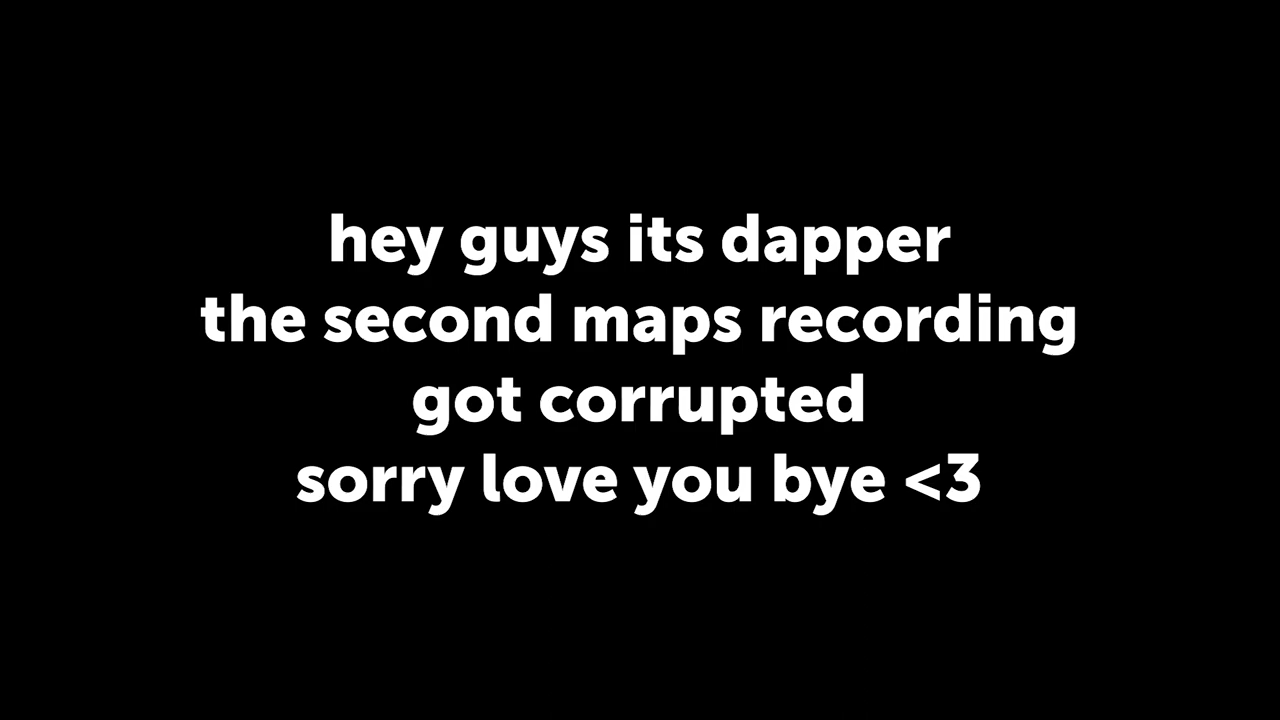 hey guys its dapper
the second maps recording
got corrupted
sorry love you bye <3